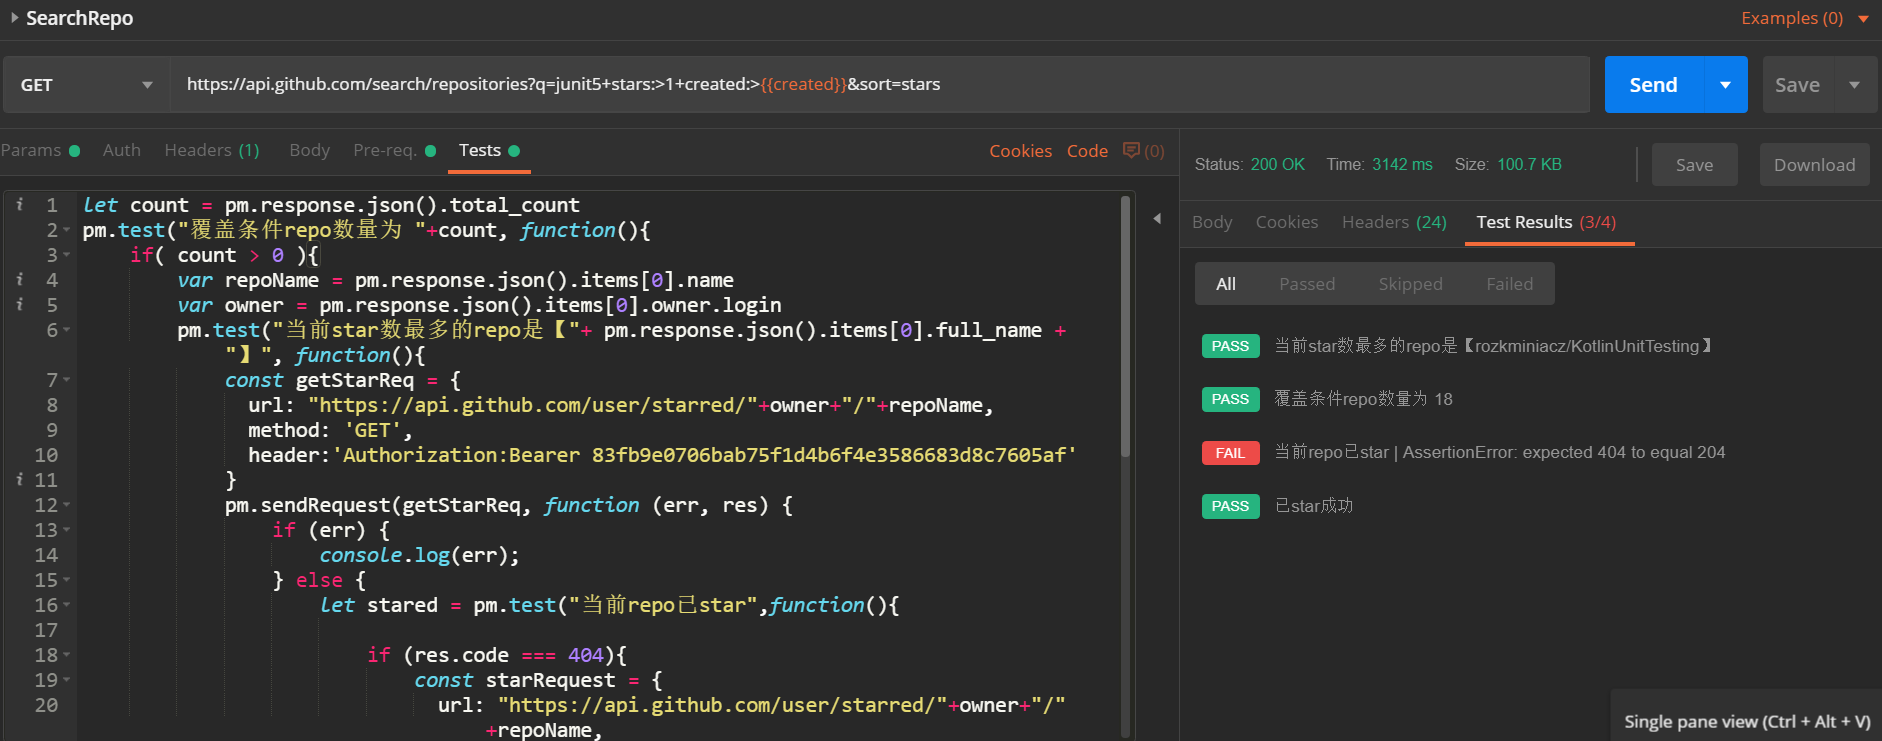 SearchRepo
Examples (0)
GET
https://api.github.com/search/repositories?q=junit5+stars:>1+created:>{{created}}&sort=stars
Send
Save
Params
Auth
Headers (1)
Body
Pre-req.
Tests
Cookies
Code
(0)
1 let count = pm.response.json().total_count
2 pm.test("覆盖条件repo数量为 "+count, function(){
3 if( count > 0 ){
4 var repoName = pm.response.json().items[0].name
5 var owner = pm.response.json().items[0].owner.login
6 pm.test("当前star数最多的repo是【"+ pm.response.json().items[0].full_name +
"】", function(){
7 const getStarReq = {
8 url: "https://api.github.com/user/starred/"+owner+"/"+repoName,
9 method: 'GET',
10 header:'Authorization:Bearer 83fb9e0706bab75f1d4b6f4e3586683d8c7605af'
11 }
12 pm.sendRequest(getStarReq, function (err, res) {
13 if (err) {
14 console.log(err);
15 } else {
16 let stared = pm.test("当前repo已star",function(){
17
18 if (res.code === 404){
19 const starRequest = {
20 url: "https://api.github.com/user/starred/"+owner+"/"
+repoName,
Status: 200 OK Time: 3142 ms Size: 100.7 KB
Save
Download
Body
Cookies
Headers (24)
Test Results (3/4)
All
Passed
Skipped
Failed
PASS 当前star数最多的repo是【rozkminiacz/KotlinUnitTesting】
PASS 覆盖条件repo数量为 18
FAIL 当前repo已star | AssertionError: expected 404 to equal 204
PASS 已star成功
Single pane view (Ctrl + Alt + V)